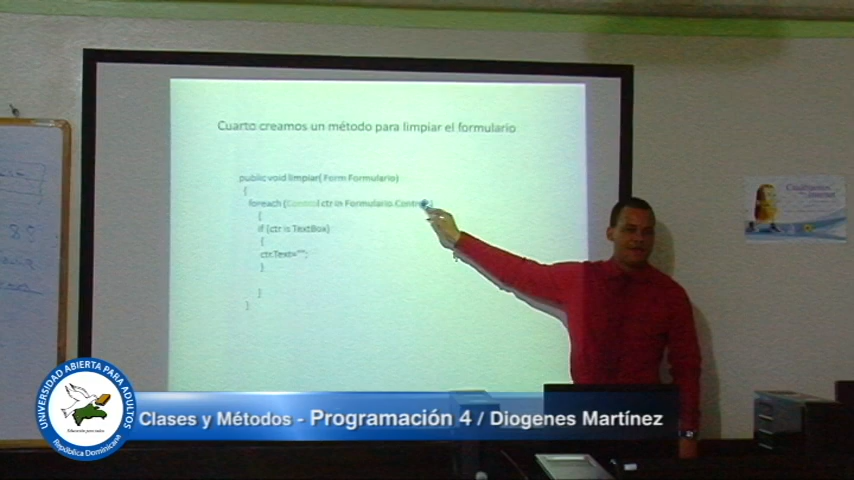 Cuarto creamos un método para limpiar el formulario
public void limpiar( Form Formulario)
{
foreach (Control ctr in Formulario.Contro
{
if (ctr is TextBox)
{
ctr.Text="";
}
}
}
UNIVERSIDAD ABIERTA PARA ADULTOS
República Dominicana
Clases y Métodos - Programación 4 / Diogenes Martínez